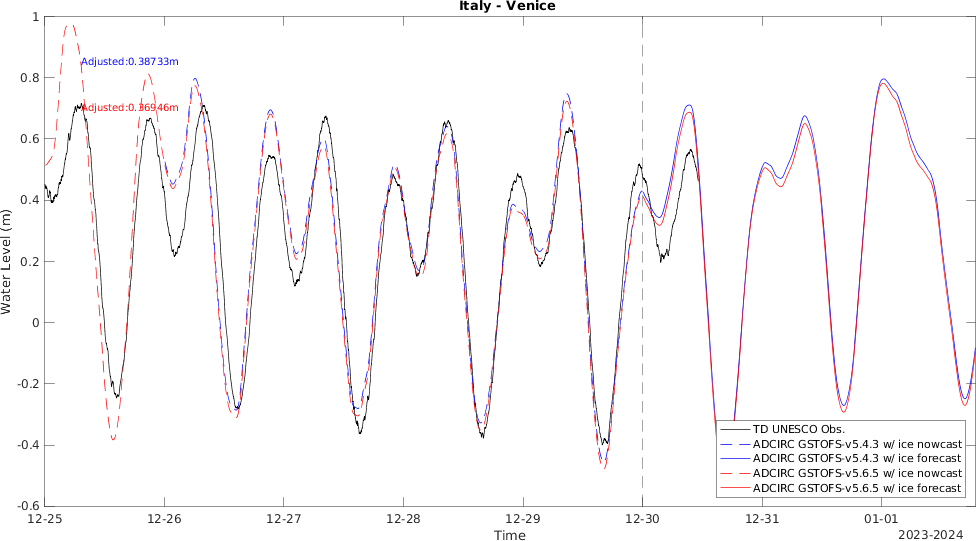 Italy - Venice
1
0.8
0.6
0.4
0.2
0
-0.2
-0.4
-0.6
Water Level (m)
Adjusted:0.38733m
Adjusted:0.36946m
TD UNESCO Obs.
ADCIRC GSTOFS-v5.4.3 w/ ice nowcast
ADCIRC GSTOFS-v5.4.3 w/ ice forecast
ADCIRC GSTOFS-v5.6.5 w/ ice nowcast
ADCIRC GSTOFS-v5.6.5 w/ ice forecast
12-25 12-26 12-27 12-28 12-29 12-30 12-31 01-01
Time
2023-2024